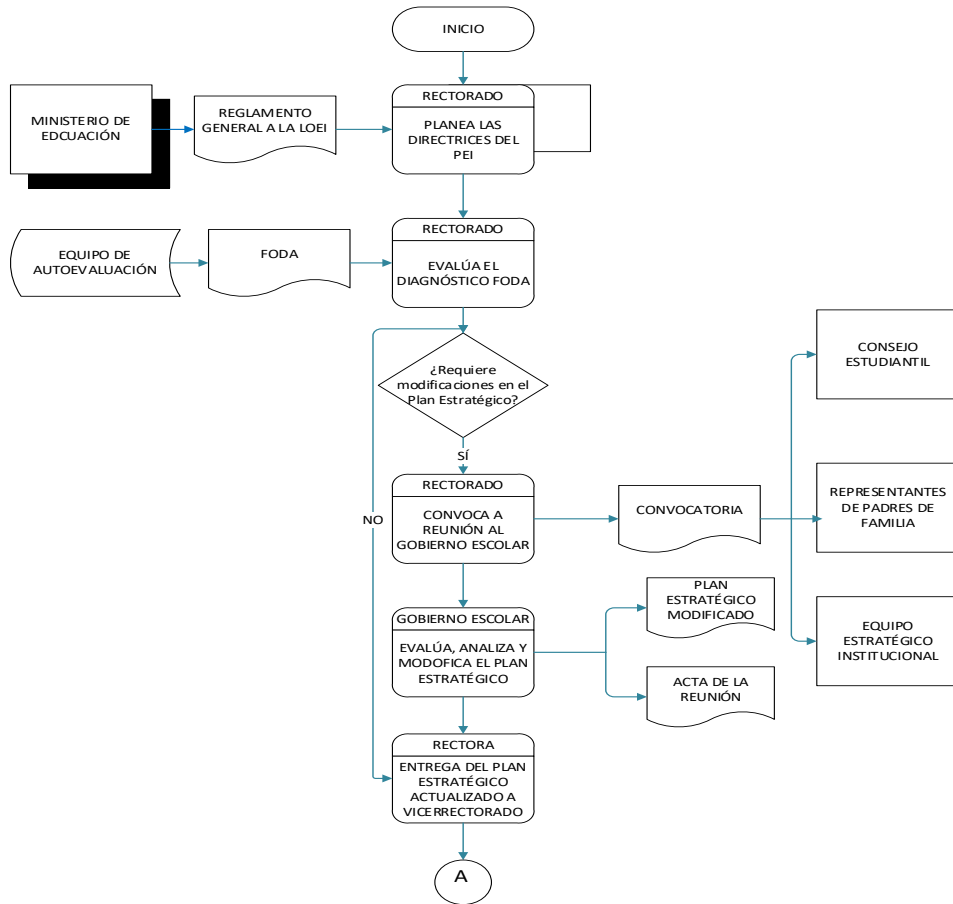 INICIO
MINISTERIO DE
EDCUACIÓN
REGLAMENTO
GENERAL A LA LOEI
RECTORADO
PLANEA LAS
DIRECTRICES DEL
PEI
EQUIPO DE
AUTOEVALUACIÓN
FODA
RECTORADO
EVALÚA EL
DIAGNÓSTICO FODA
¿Requiere
modificaciones en el
Plan Estratégico?
SÍ
NO
RECTORADO
CONVOCA A
REUNIÓN AL
GOBIERNO ESCOLAR
CONVOCATORIA
CONSEJO
ESTUDIANTIL
REPRESENTANTES
DE PADRES DE
FAMILIA
EQUIPO
ESTRATÉGICO
INSTITUCIONAL
GOBIERNO ESCOLAR
EVALÚA, ANALIZA Y
MODOFICA EL PLAN
ESTRATÉGICO
PLAN
ESTRATÉGICO
MODIFICADO
ACTA DE LA
REUNIÓN
RECTORA
ENTREGA DEL PLAN
ESTRATÉGICO
ACTUALIZADO A
VICERRECTORADO
A